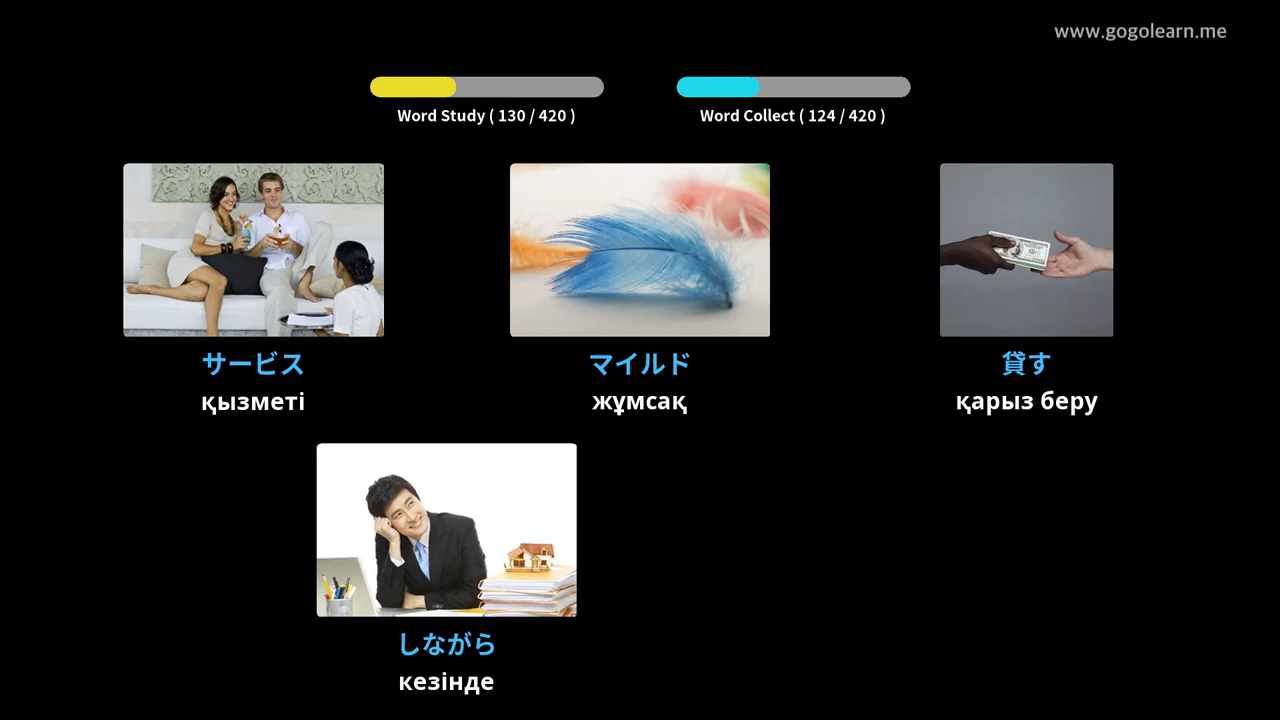 www.gogolearn.me
Word Study ( 130 / 420 )
Word Collect ( 124 / 420 )
サービス
қызметі
マイルド
жұмсақ
貸す
қарыз беру
しながら
кезінде